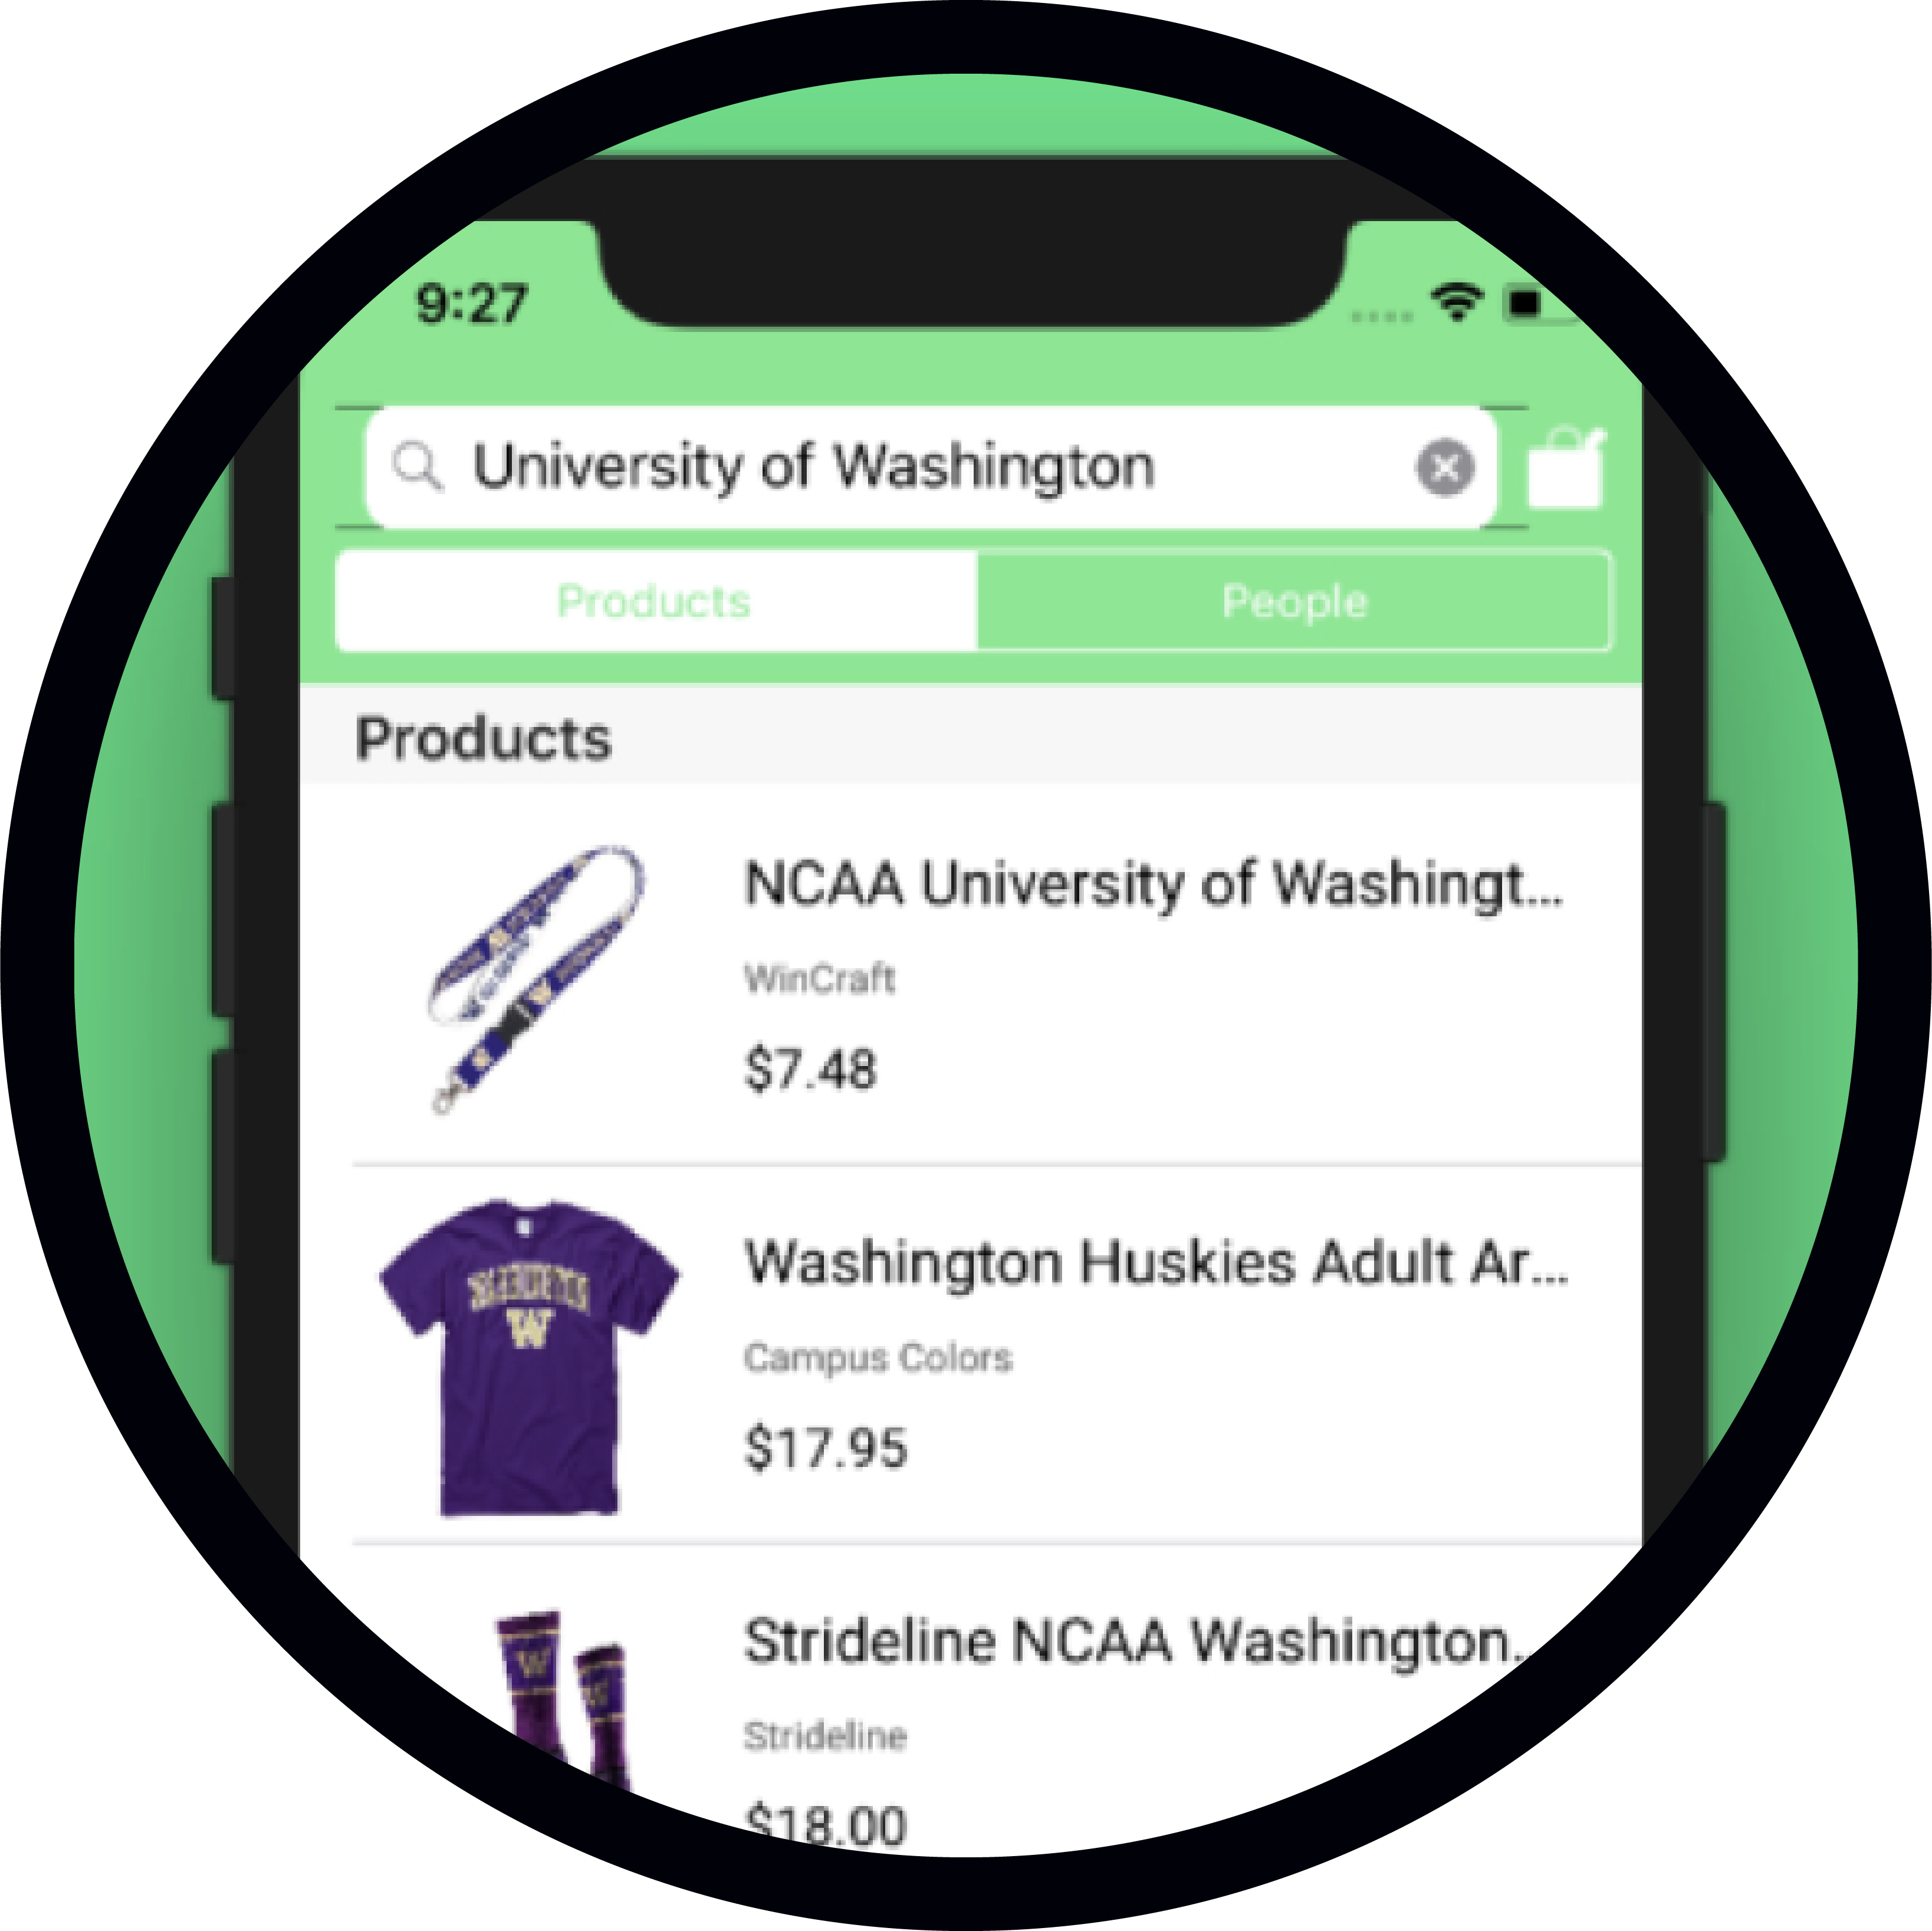 9:27
University of Washington
Products People
Products
NCAA University of Washingt...
WinCraft
$7.48
Washington Huskies Adult Ar...
Campus Colors
$17.95
W
Strideline NCAA Washington..
Strideline
$18.00
W